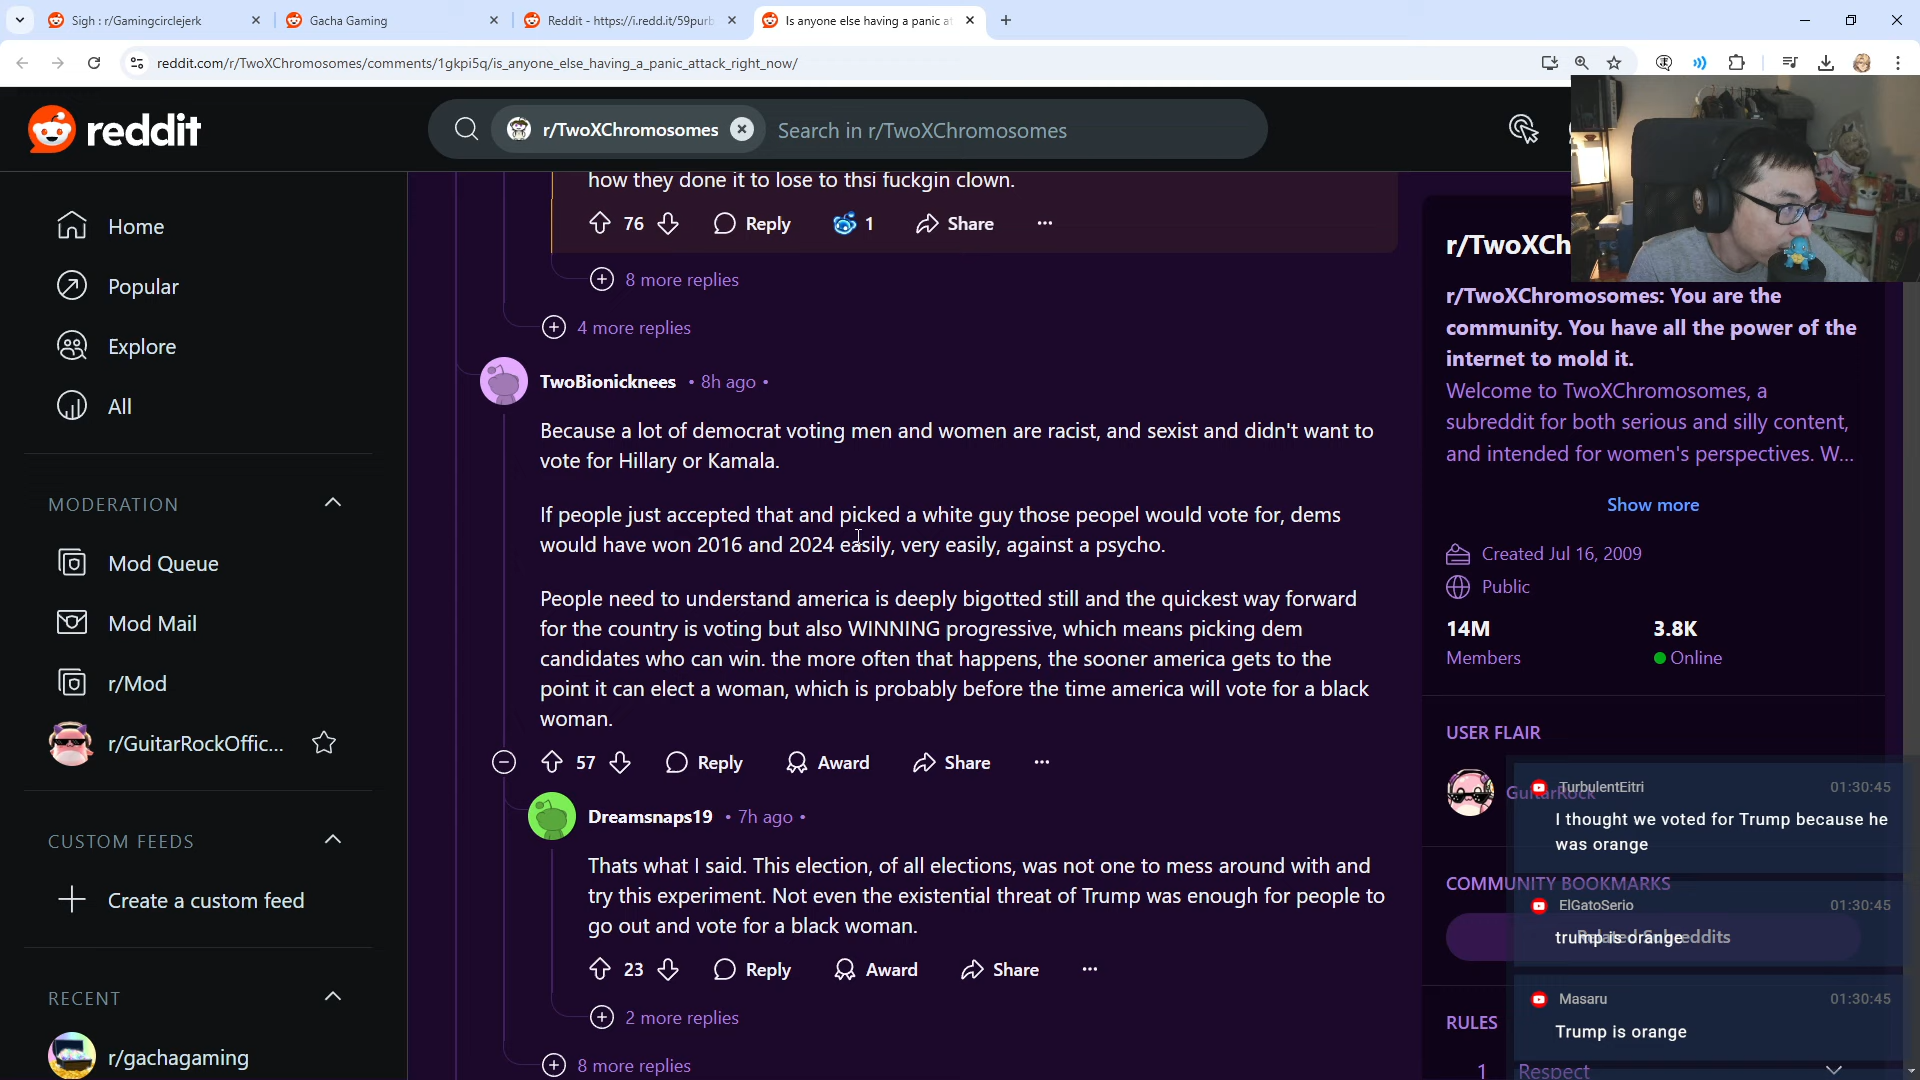 Sigh : r/Gamingcirclejerk
Gacha Gaming
Reddit - https://i.redd.it/59purb
Is anyone else having a panic a
reddit.com/r/TwoXChromosomes/comments/1gkpi5q/is_anyone_else_having_a_panic_attack_right_now/
reddit
r/TwoXChromosomes
Search in r/TwoXChromosomes
Home
Popular
Explore
All
MODERATION
Mod Queue
Mod Mail
r/Mod
r/GuitarRockOffic...
CUSTOM FEEDS
Create a custom feed
RECENT
r/gachagaming
how they done it to lose to thsi fuckgin clown.
76
Reply
1
Share
8 more replies
4 more replies
TwoBionicknees • 8h ago •
Because a lot of democrat voting men and women are racist, and sexist and didn't want to
vote for Hillary or Kamala.
If people just accepted that and picked a white guy those peopel would vote for, dems
would have won 2016 and 2024 easily, very easily, against a psycho.
People need to understand america is deeply bigotted still and the quickest way forward
for the country is voting but also WINNING progressive, which means picking dem
candidates who can win. the more often that happens, the sooner america gets to the
point it can elect a woman, which is probably before the time america will vote for a black
woman.
57
Reply
Award
Share
Dreamsnaps19 • 7h ago •
Thats what I said. This election, of all elections, was not one to mess around with and
try this experiment. Not even the existential threat of Trump was enough for people to
go out and vote for a black woman.
23
Reply
Award
Share
2 more replies
8 more replies
r/TwoXCh
r/TwoXChromosomes: You are the
community. You have all the power of the
internet to mold it.
Welcome to TwoXChromosomes, a
subreddit for both serious and silly content,
and intended for women's perspectives. W...
Show more
Created Jul 16, 2009
Public
14M
Members
3.8K
Online
USER FLAIR
GuitarRock
TurbulentEitri 01:30:45
I thought we voted for Trump because he
was orange
COMMUNITY BOOKMARKS
ElGatoSerio 01:30:45
trump is orange
Related Subreddits
Masaru 01:30:45
Trump is orange
RULES
1 Respect